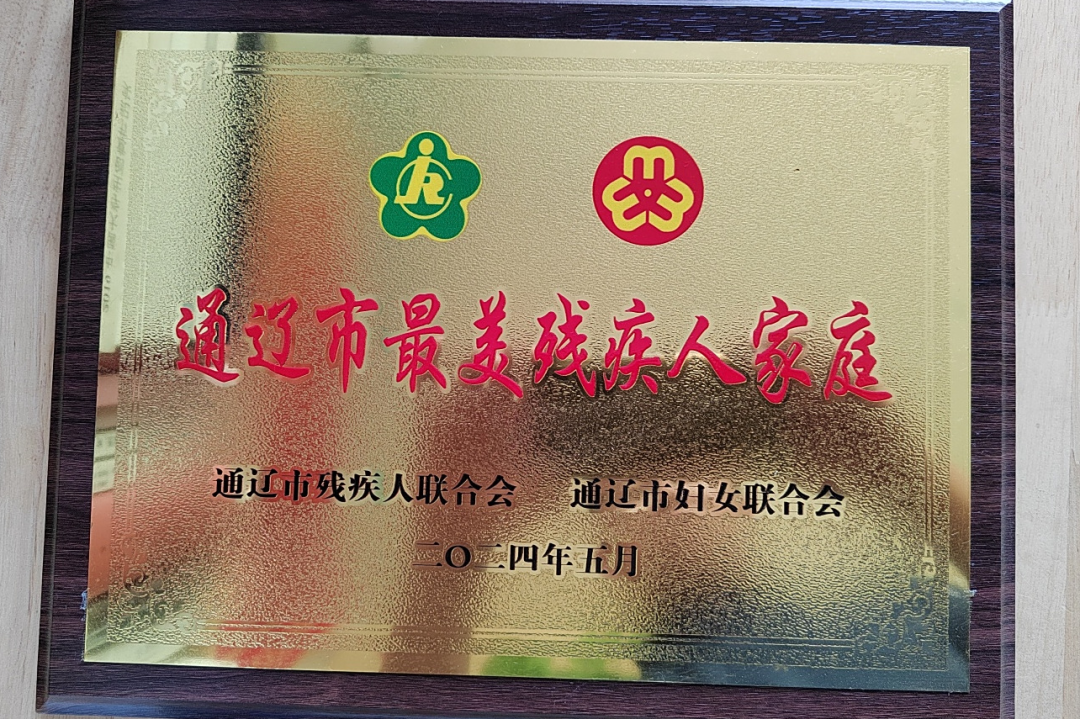 通辽市最美残疾人家庭
通辽市残疾人联合会 通辽市妇女联合会
二〇二四年五月